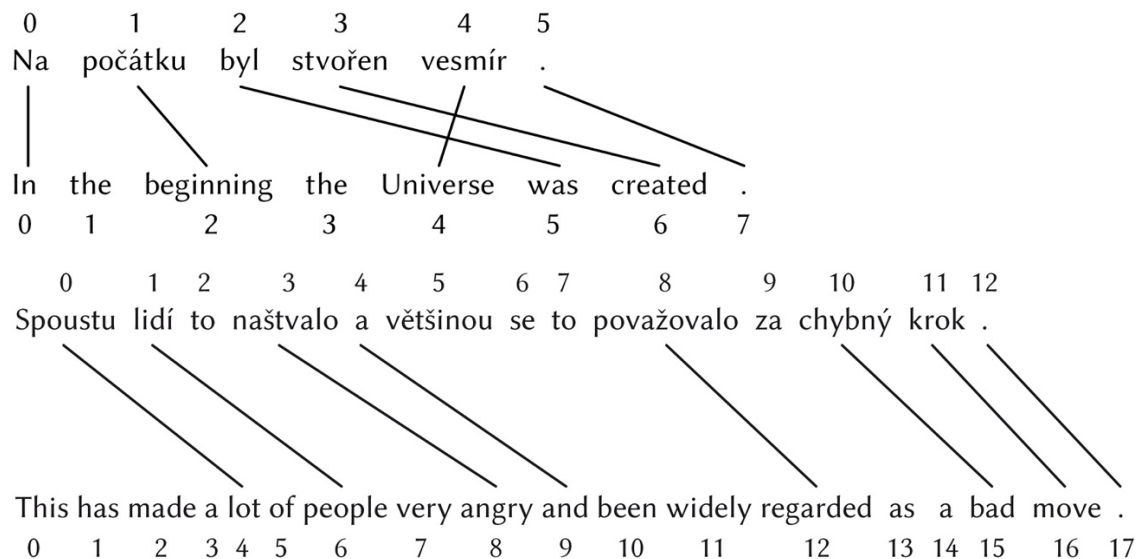 0 1 2 3 4 5
Na počátku byl stvořen vesmír .
In the beginning the Universe was created .
0 1 2 3 4 5 6 7
0 1 2 3 4 5 6 7 8 9 10 11 12
Spoustu lidí to naštvalo a většinou se to považovalo za chybný krok .
This has made a lot of people very angry and been widely regarded as a bad move .
0 1 2 3 4 5 6 7 8 9 10 11 12 13 14 15 16 17